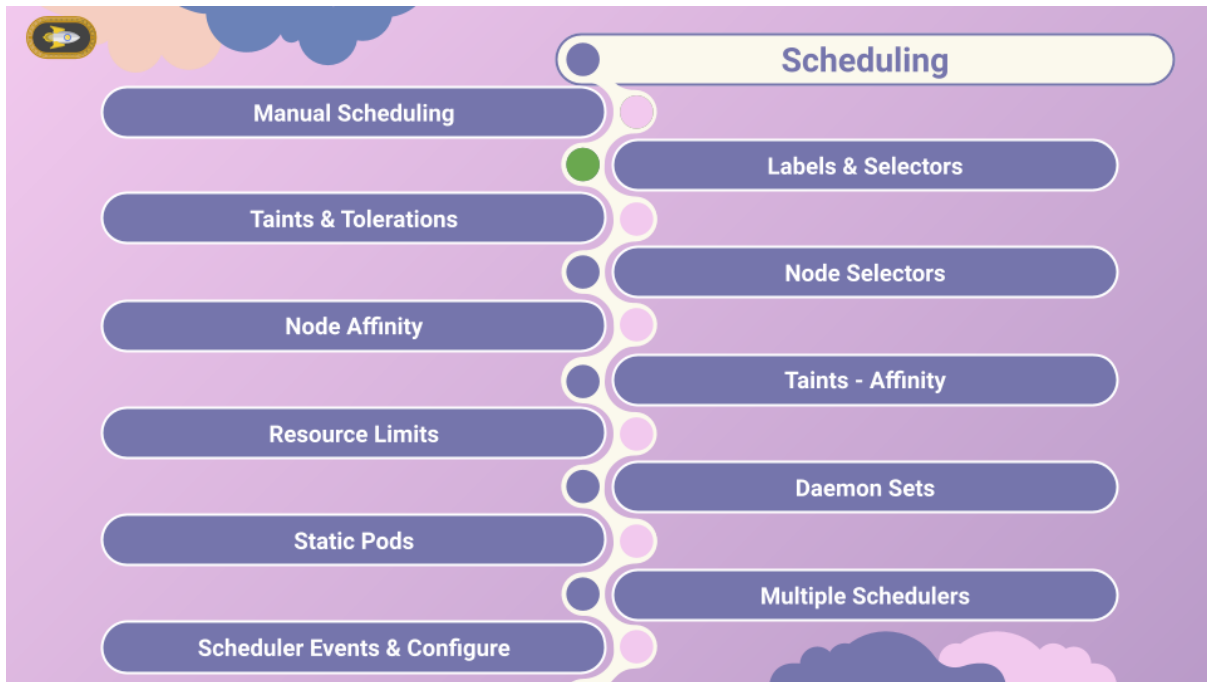 Scheduling
Manual Scheduling
Labels & Selectors
Taints & Tolerations
Node Selectors
Node Affinity
Taints - Affinity
Resource Limits
Daemon Sets
Static Pods
Multiple Schedulers
Scheduler Events & Configure